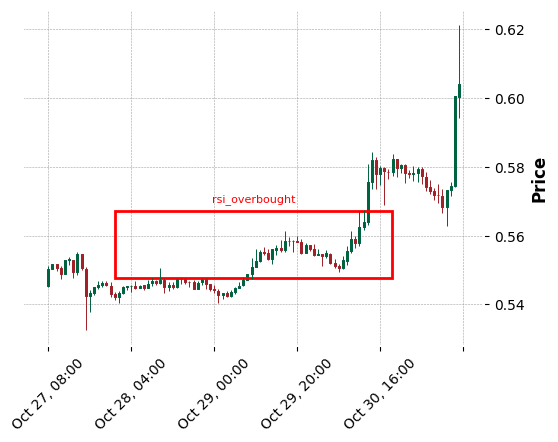 0.62
0.60
0.58
0.56
0.54
Price
rsi_overbought
Oct 27, 08:00
Oct 28, 04:00
Oct 29, 00:00
Oct 29, 20:00
Oct 30, 16:00